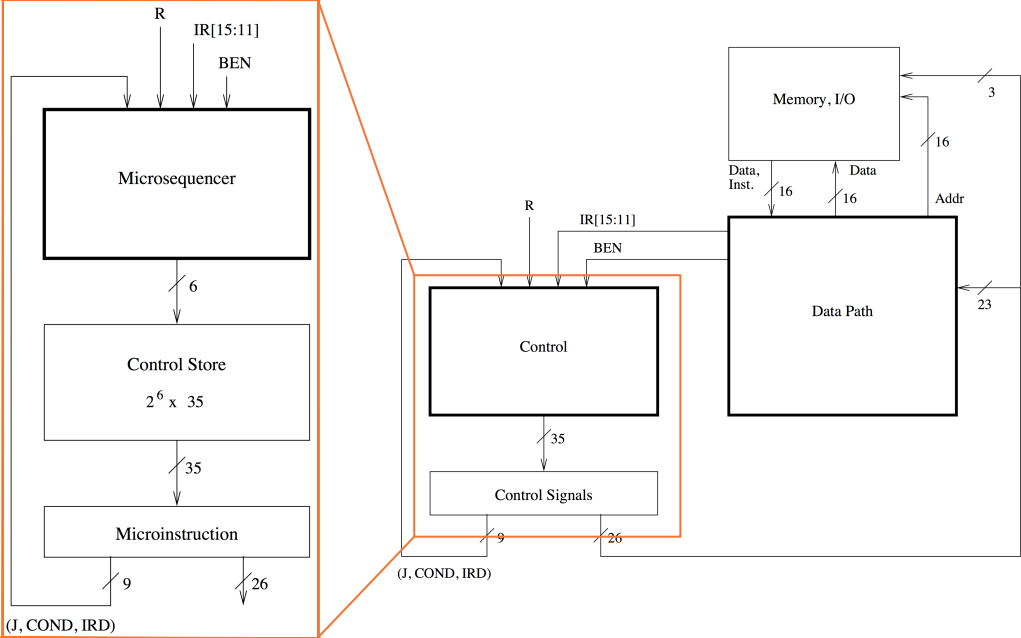 R
IR[15:11]
BEN
Microsequencer
6
Control Store
2^6 x 35
35
Microinstruction
9
26
(J, COND, IRD)
Memory, I/O
3
16
Data,
Inst.
16
Data
16
Addr
R
IR[15:11]
BEN
23
Data Path
Control
35
Control Signals
9
26
(J, COND, IRD)